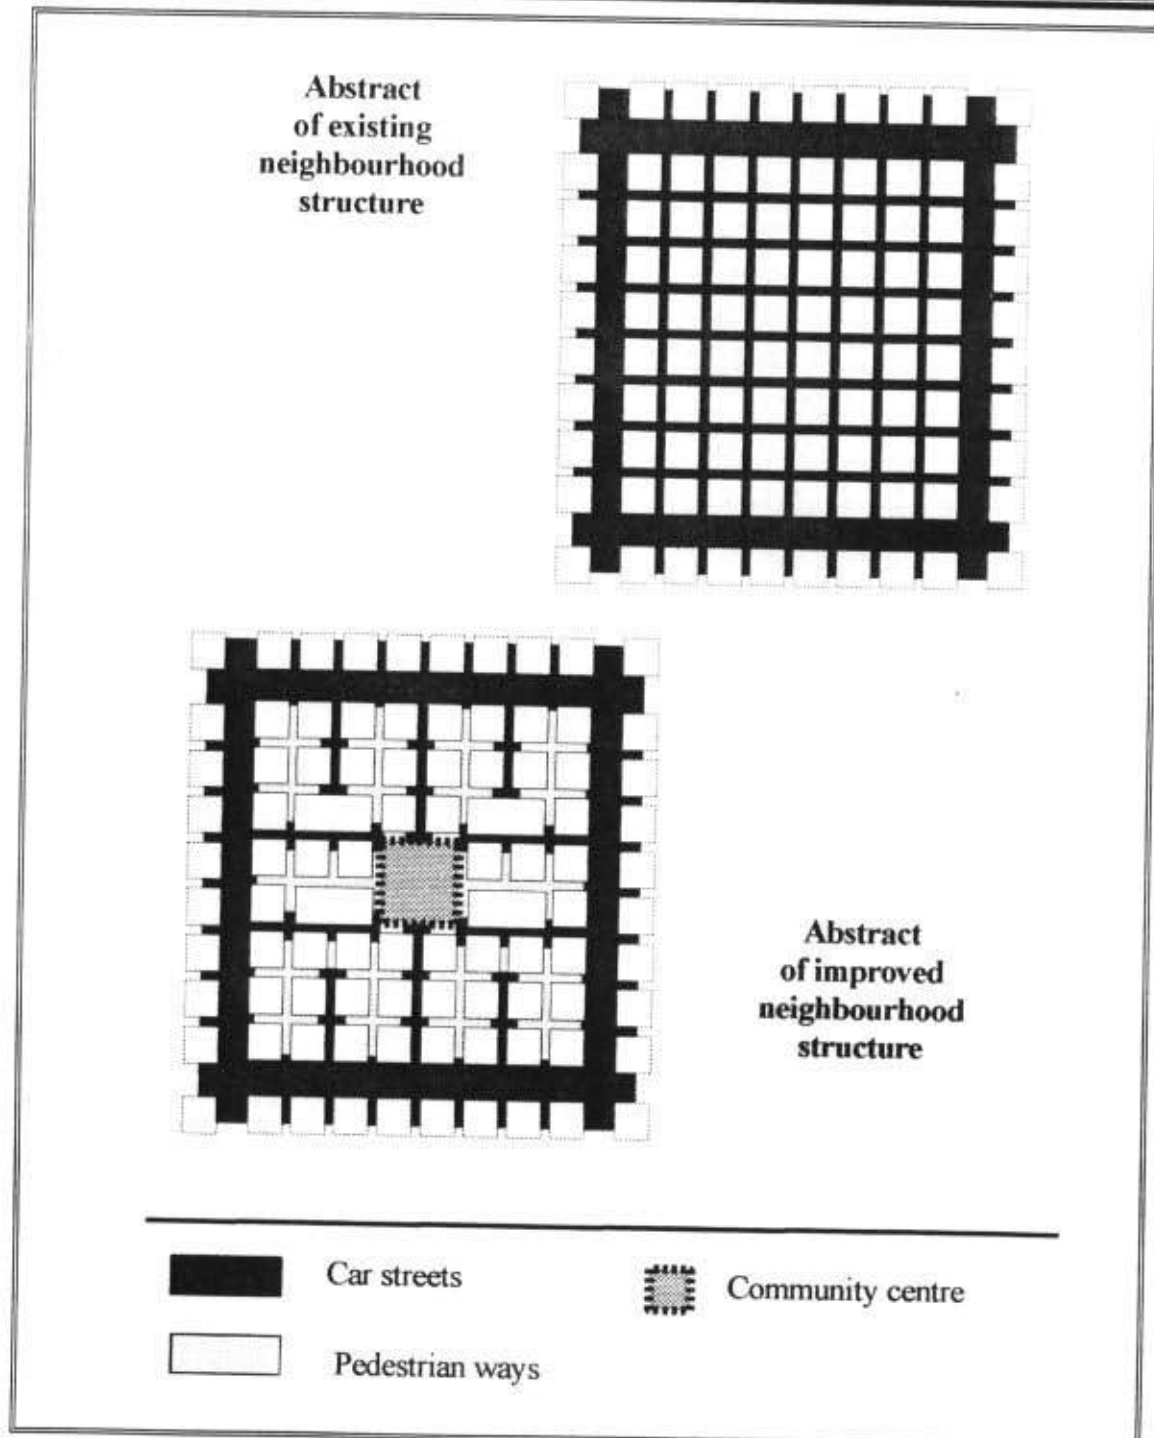 Abstract
of existing
neighbourhood
structure
Abstract
of improved
neighbourhood
structure
Car streets
Community centre
Pedestrian ways